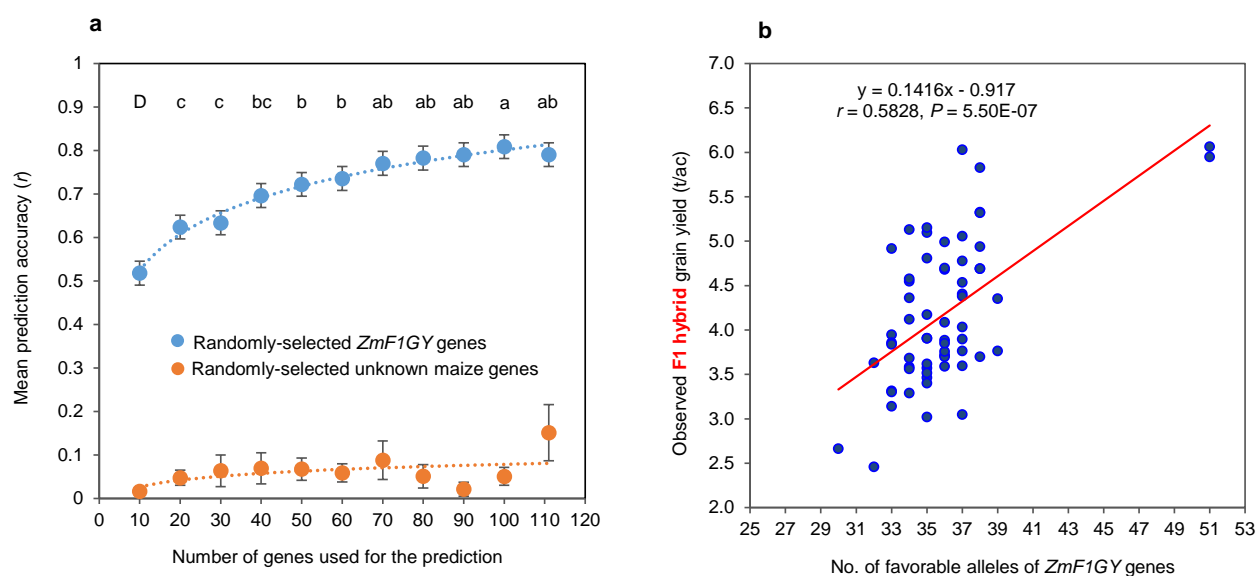 a
Mean prediction accuracy (r)
1
0.9
0.8
0.7
0.6
0.5
0.4
0.3
0.2
0.1
0
D c c bc b b ab ab ab a ab
Randomly-selected ZmF1GY genes
Randomly-selected unknown maize genes
0 10 20 30 40 50 60 70 80 90 100 110 120
Number of genes used for the prediction
b
Observed F1 hybrid grain yield (t/ac)
7.0
6.5
6.0
5.5
5.0
4.5
4.0
3.5
3.0
2.5
2.0
y = 0.1416x - 0.917
r = 0.5828, P = 5.50E-07
25 27 29 31 33 35 37 39 41 43 45 47 49 51 53
No. of favorable alleles of ZmF1GY genes